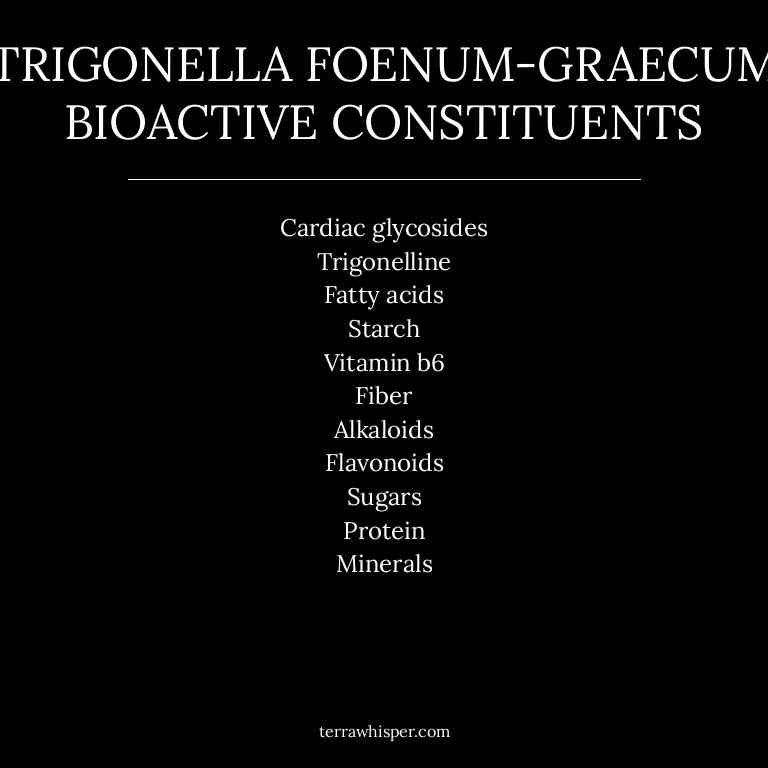 TRIGONELLA FOENUM-GRAECUM
BIOACTIVE CONSTITUENTS
Cardiac glycosides
Trigonelline
Fatty acids
Starch
Vitamin b6
Fiber
Alkaloids
Flavonoids
Sugars
Protein
Minerals
terrawhisper.com